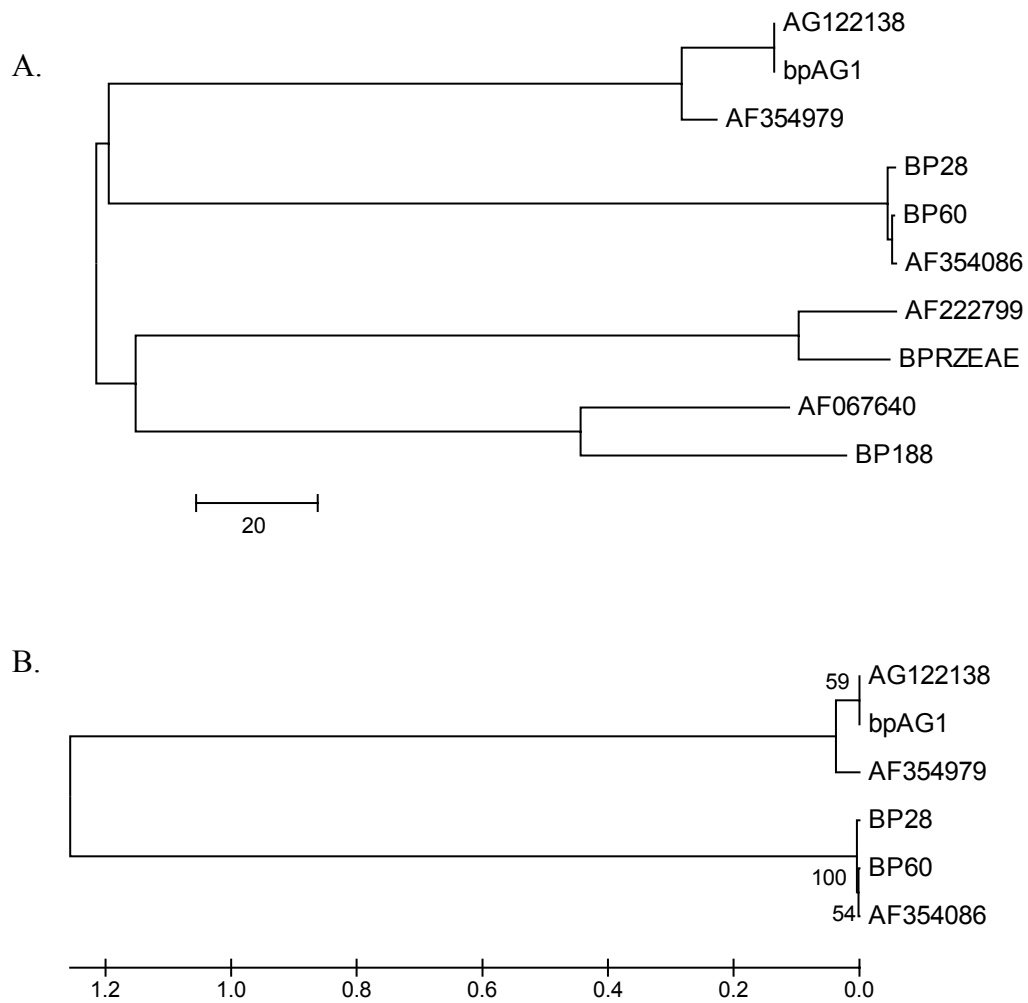 A.
AG122138
bpAG1
AF354979
BP28
BP60
AF354086
AF222799
BPRZEAE
AF067640
BP188
20
B.
59
AG122138
bpAG1
AF354979
BP28
BP60
100
54
AF354086
1.2 1.0 0.8 0.6 0.4 0.2 0.0